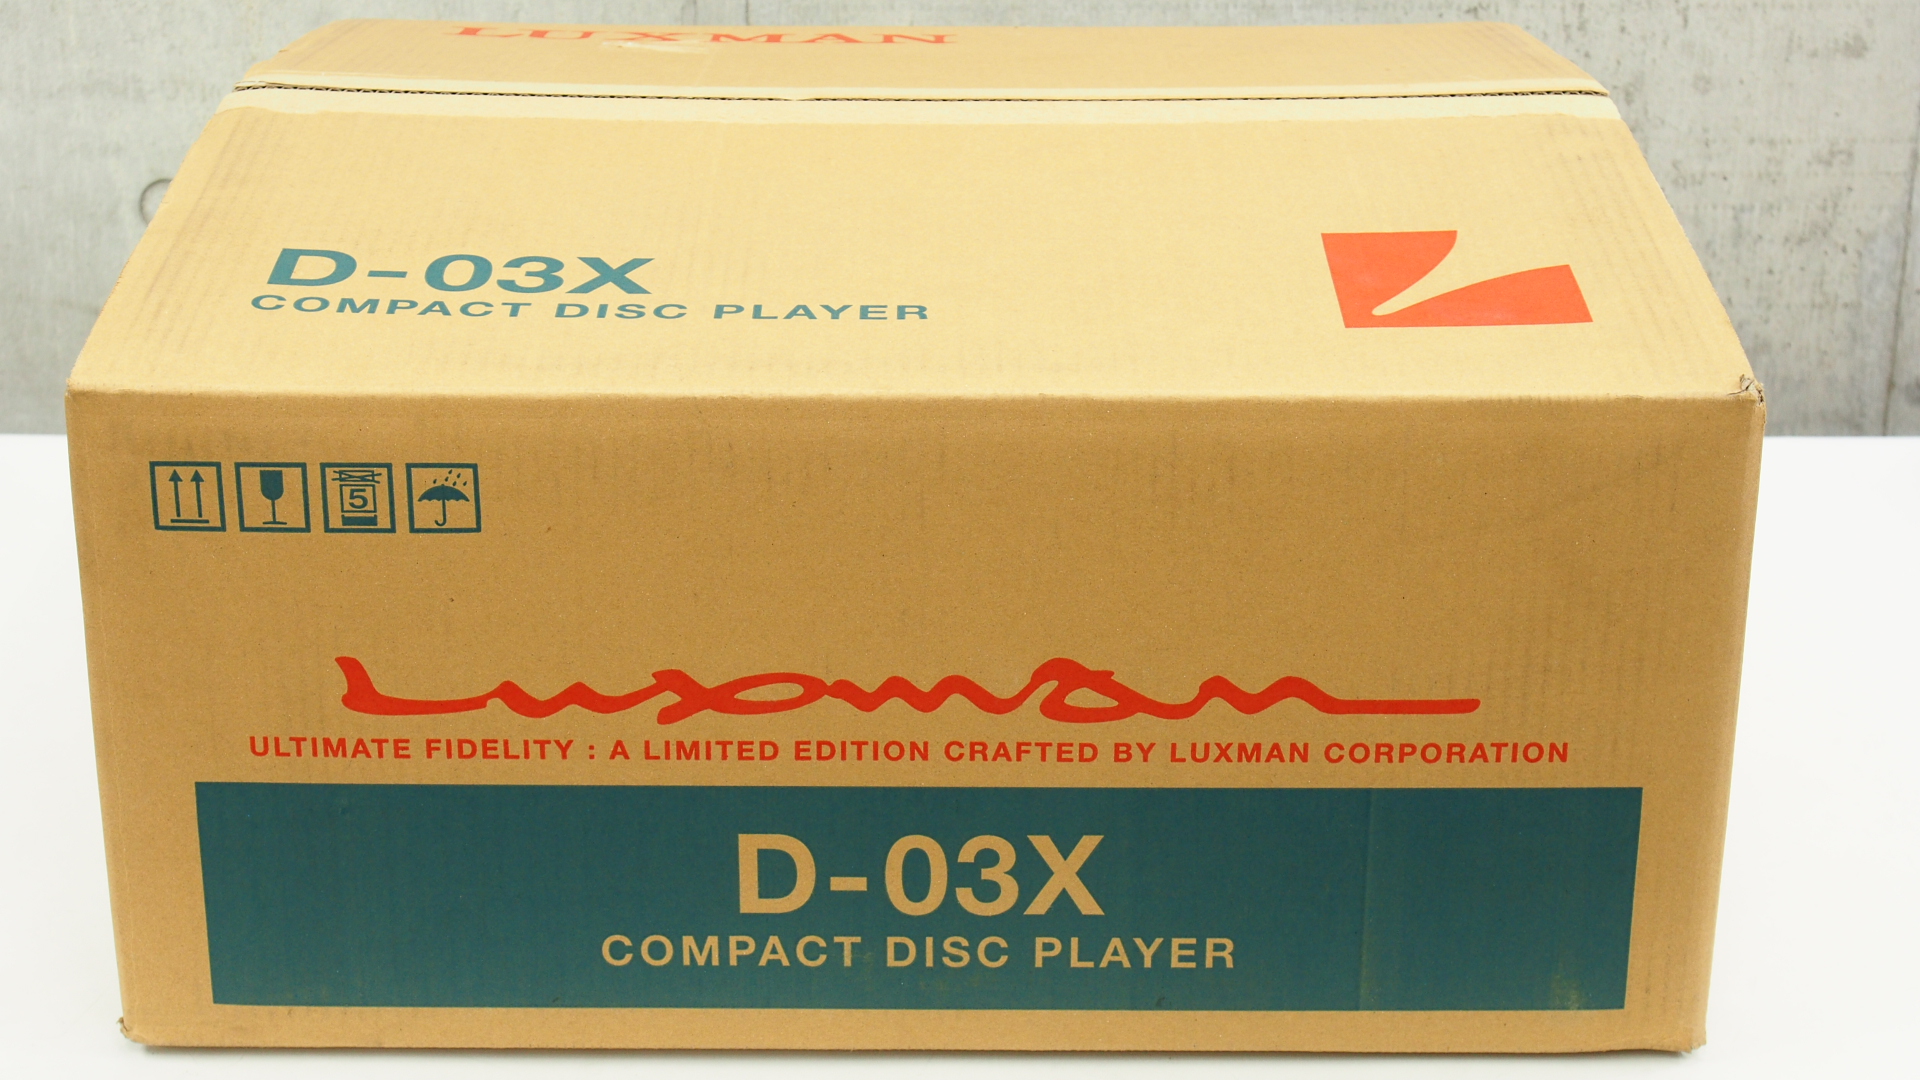 LUXMAN
D-03X
COMPACT DISC PLAYER
5
Luxman
ULTIMATE FIDELITY : A LIMITED EDITION CRAFTED BY LUXMAN CORPORATION
D-03X
COMPACT DISC PLAYER